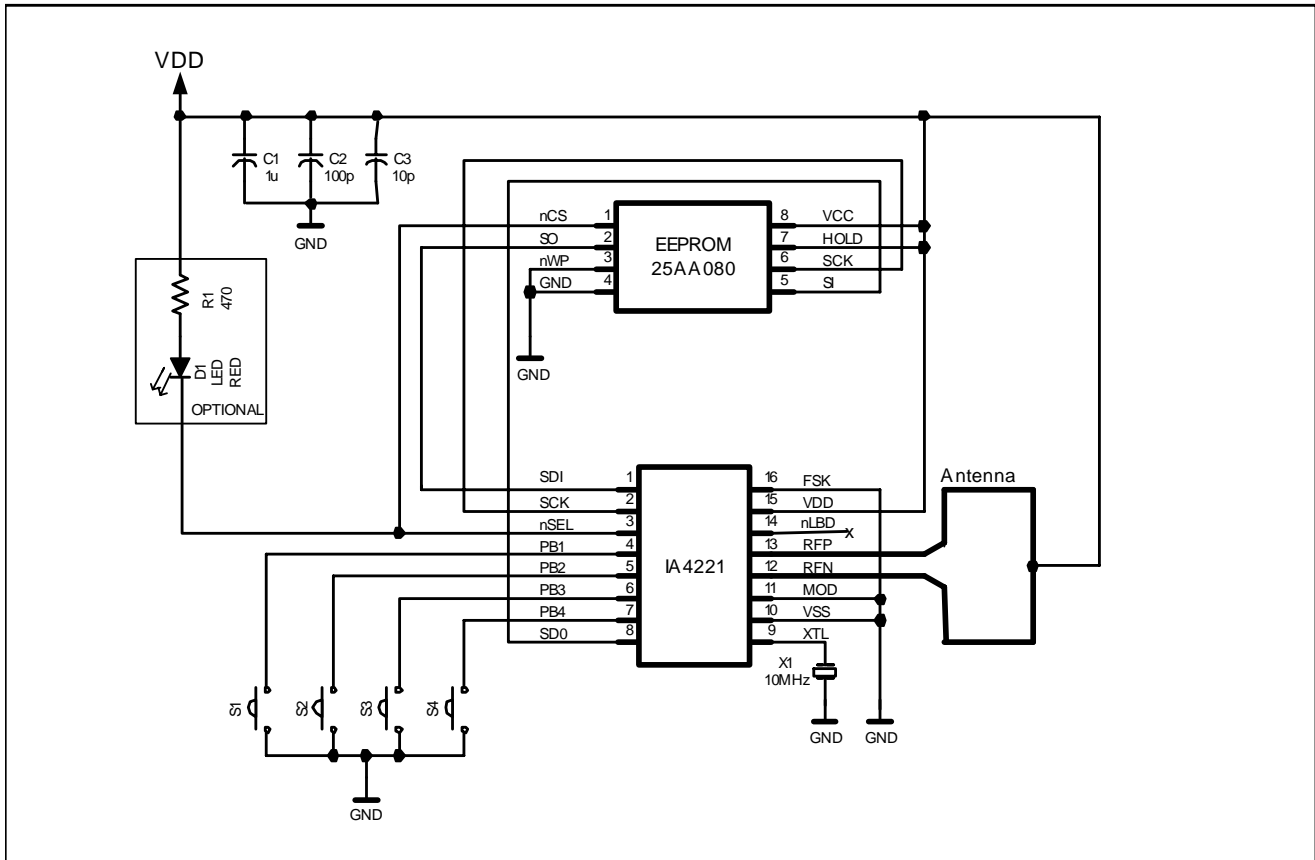 VDD
C1
1u
C2
100p
C3
10p
GND
R1
470
D1
LED
RED
OPTIONAL
nCS
SO
nWP
GND
1
2
3
4
EEPROM
25AA080
8
7
6
5
VCC
HOLD
SCK
SI
GND
SDI
SCK
nSEL
PB1
PB2
PB3
PB4
SD0
1
2
3
4
5
6
7
8
IA4221
16
15
14
13
12
11
10
9
FSK
VDD
nLBD
x
RFP
RFN
MOD
VSS
XTL
Antenna
X1
10MHz
GND
GND
S1
S2
S3
S4
GND